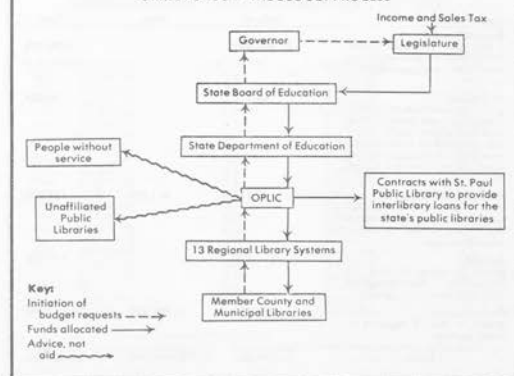 Income and Sales Tax
Governor
Legislature
State Board of Education
People without
service
State Department of Education
Unaffiliated
Public
Libraries
OPLIC
Contracts with St. Paul
Public Library to provide
interlibrary loans for the
state's public libraries
13 Regional Library Systems
Member County and
Municipal Libraries
Key:
Initiation of
budget requests
Funds allocated
Advice, not
aid